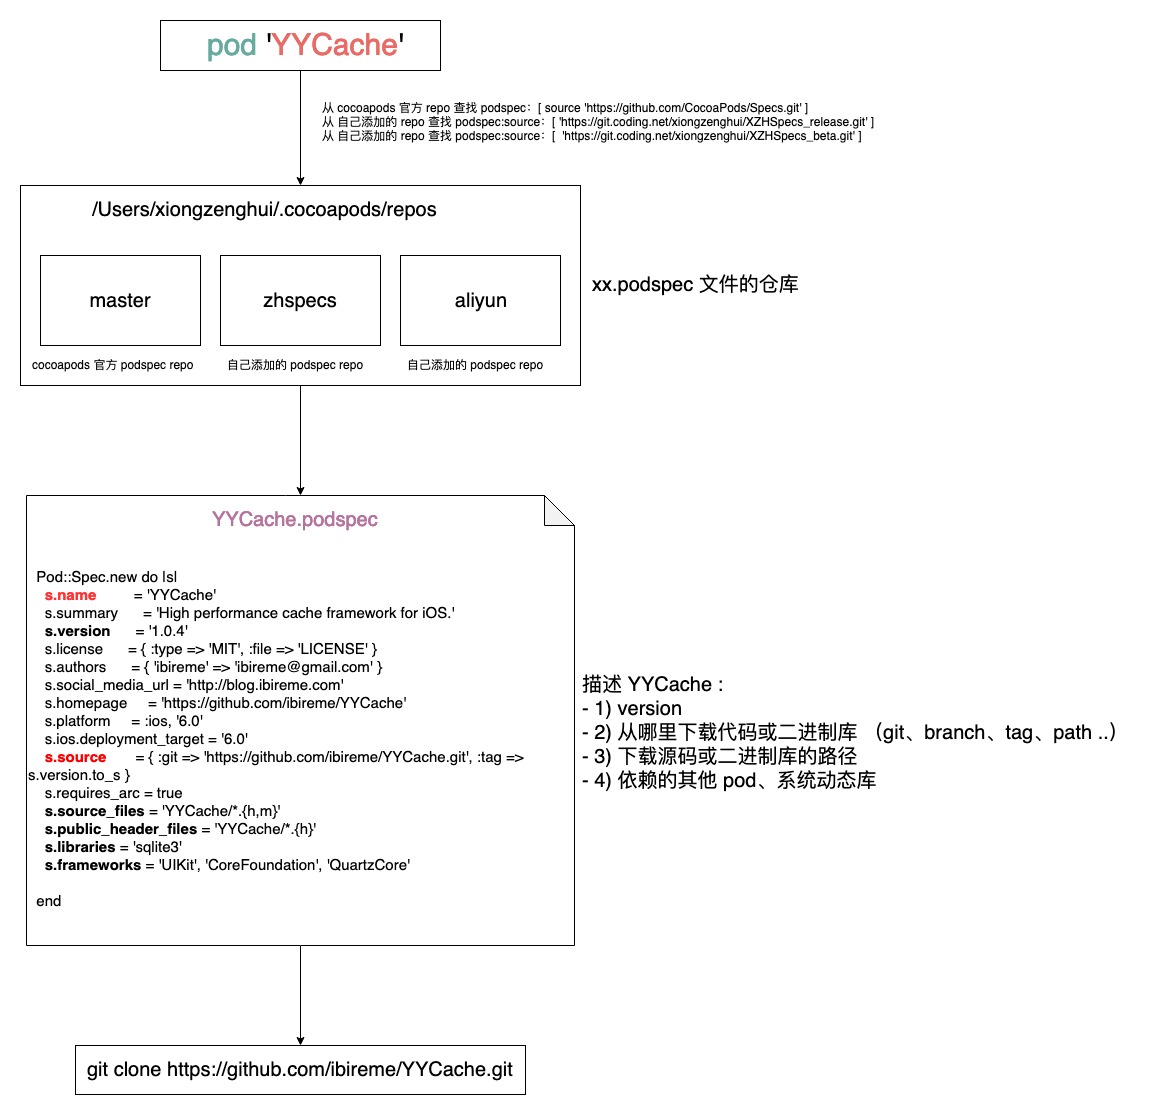 pod 'YYCache'
从 cocoapods 官方 repo 查找 podspec：[ source 'https://github.com/CocoaPods/Specs.git' ]
从 自己添加的 repo 查找 podspec:source：[ 'https://git.coding.net/xiongzenghui/XZHSpecs_release.git' ]
从 自己添加的 repo 查找 podspec:source：[  'https://git.coding.net/xiongzenghui/XZHSpecs_beta.git' ]
/Users/xiongzenghui/.cocoapods/repos
master
zhspecs
aliyun
cocoapods 官方 podspec repo
自己添加的 podspec repo
自己添加的 podspec repo
xx.podspec 文件的仓库
YYCache.podspec
Pod::Spec.new do |s|
s.name = 'YYCache'
s.summary = 'High performance cache framework for iOS.'
s.version = '1.0.4'
s.license = { :type => 'MIT', :file => 'LICENSE' }
s.authors = { 'ibireme' => 'ibireme@gmail.com' }
s.social_media_url = 'http://blog.ibireme.com'
s.homepage = 'https://github.com/ibireme/YYCache'
s.platform = :ios, '6.0'
s.ios.deployment_target = '6.0'
s.source = { :git => 'https://github.com/ibireme/YYCache.git', :tag =>
s.version.to_s }
s.requires_arc = true
s.source_files = 'YYCache/*.{h,m}'
s.public_header_files = 'YYCache/*.{h}'
s.libraries = 'sqlite3'
s.frameworks = 'UIKit', 'CoreFoundation', 'QuartzCore'
end
描述 YYCache :
- 1) version
- 2) 从哪里下载代码或二进制库 （git、branch、tag、path ..）
- 3) 下载源码或二进制库的路径
- 4) 依赖的其他 pod、系统动态库
git clone https://github.com/ibireme/YYCache.git